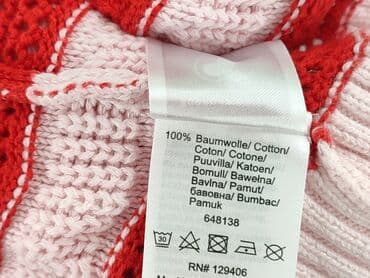 100% Baumwolle/ Cotton/
Coton/ Cotone/
Puuvilla/ Katoen/
Bomull/ Bawełna/
Bavlna/ Pamut/
бавовна/ Bumbac/
Pamuk
648138
30
RN# 129406